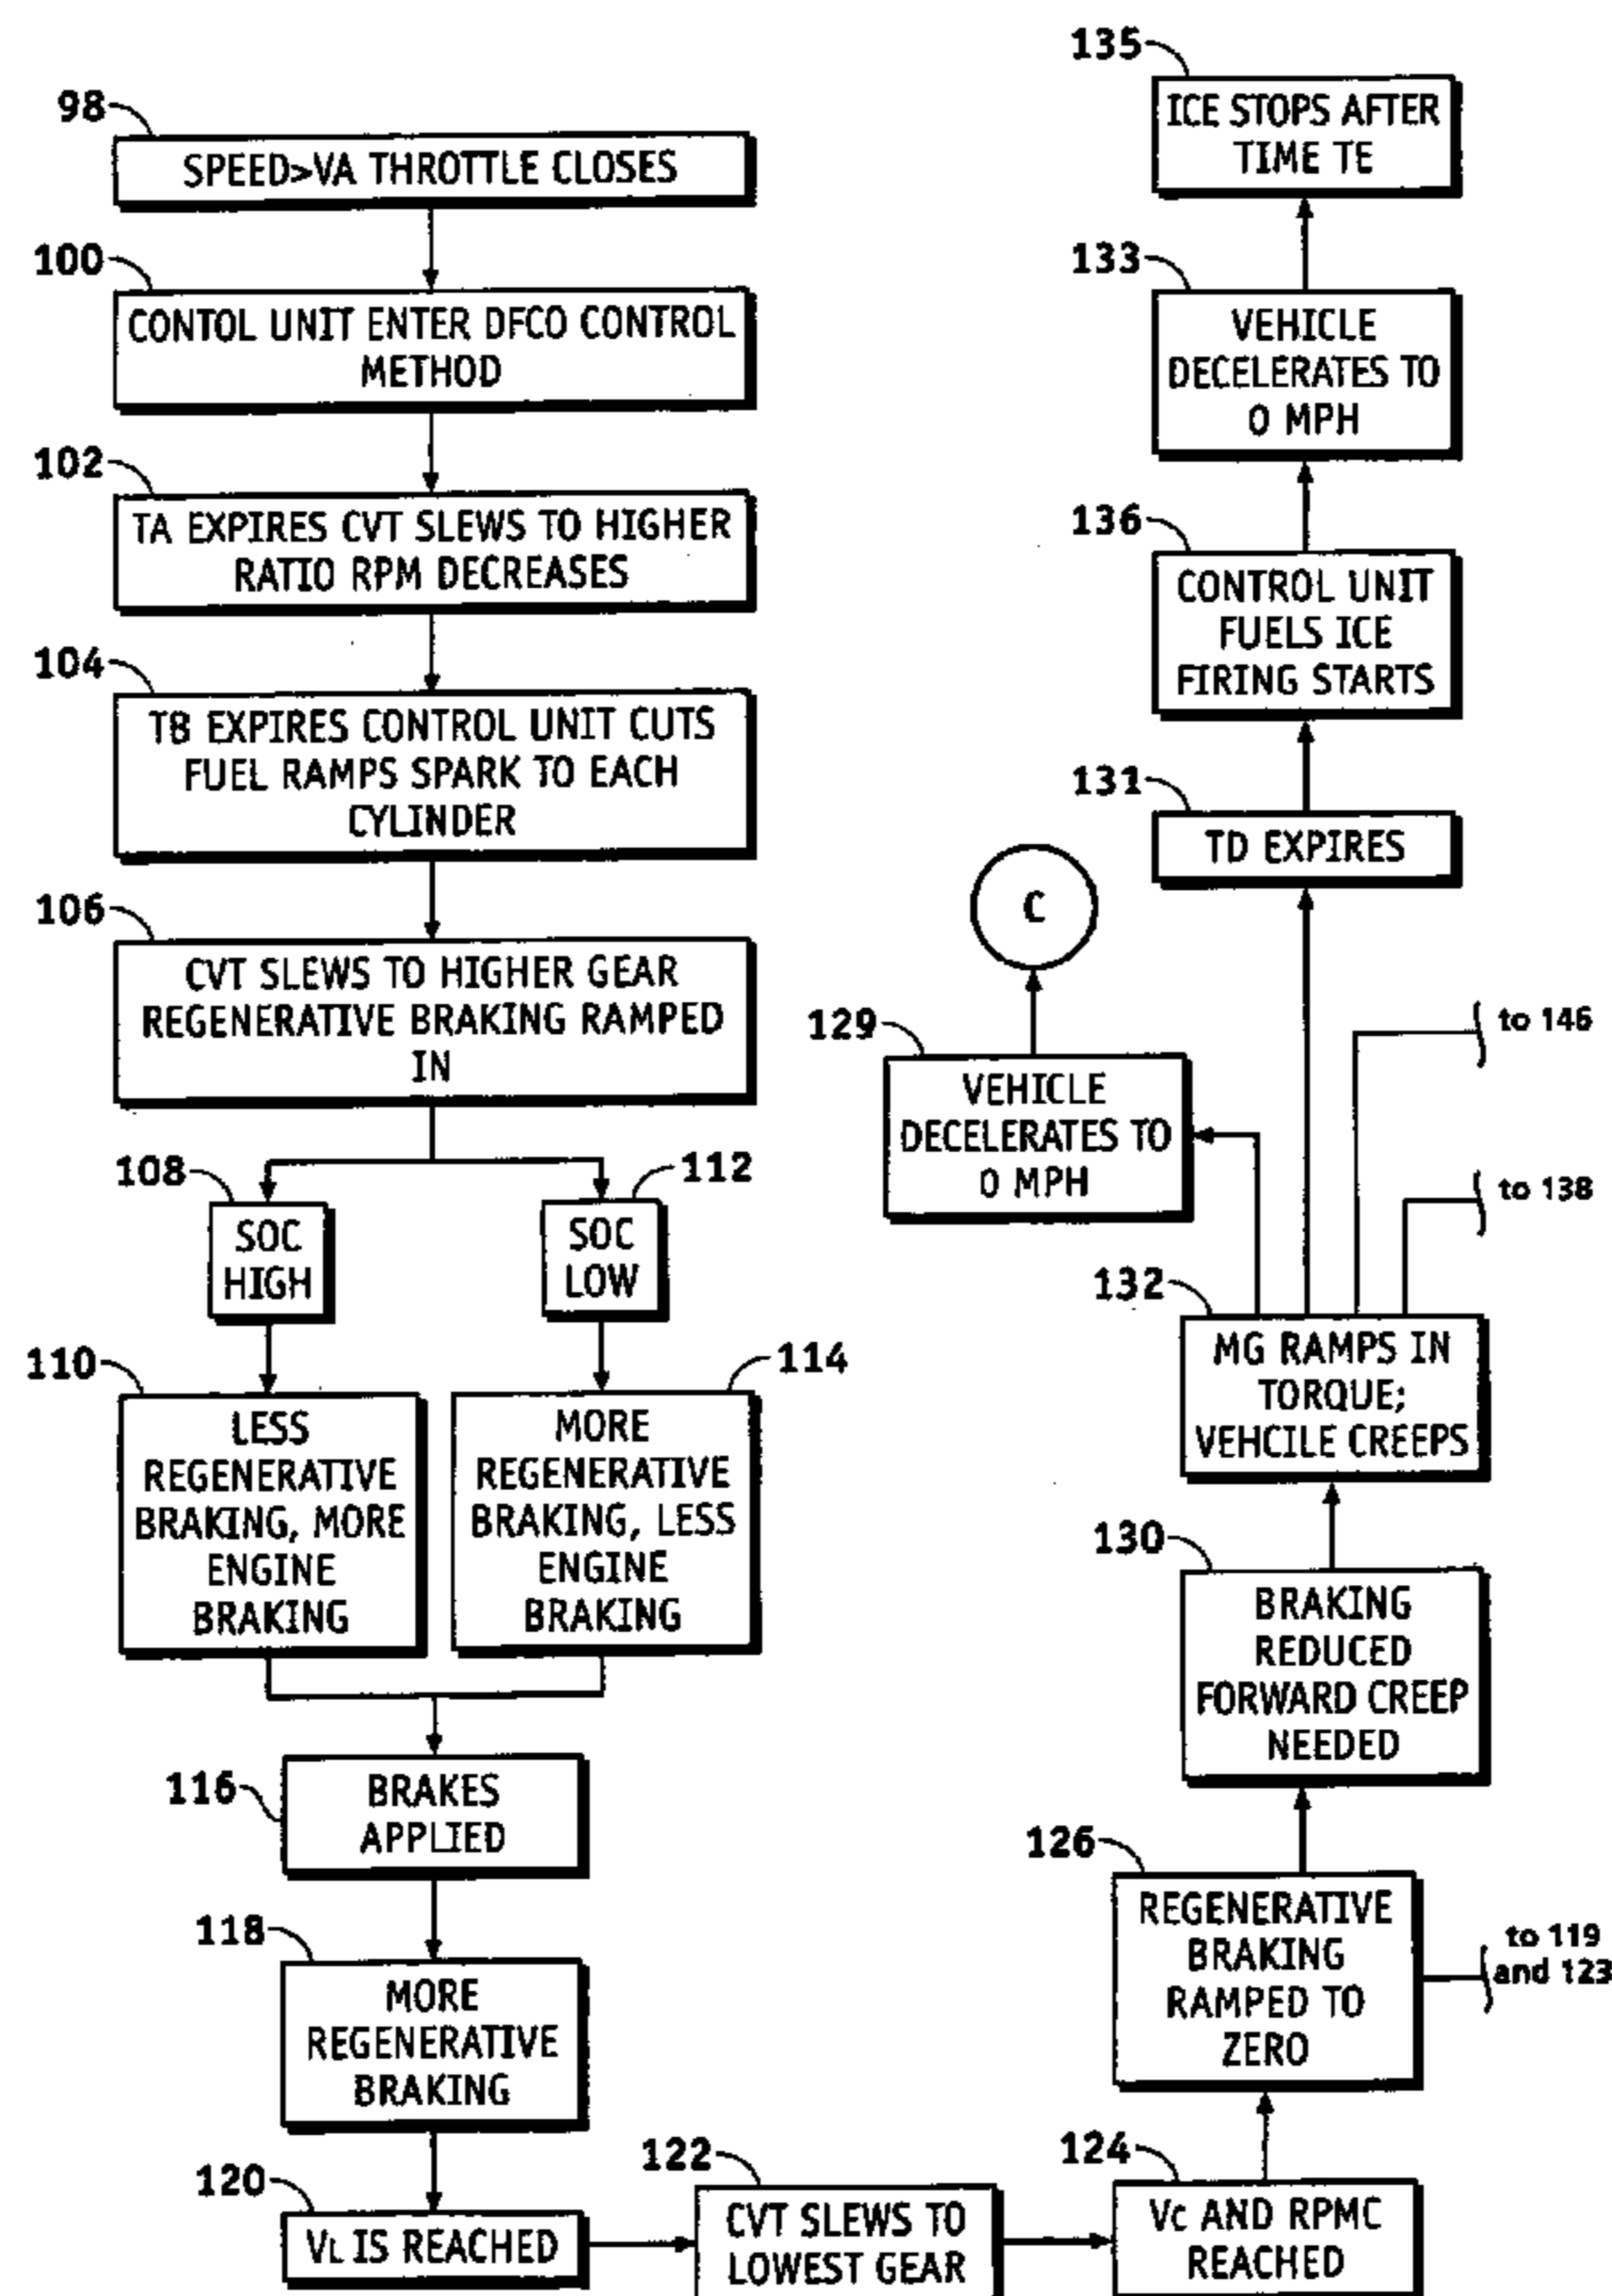 98
SPEED>VA THROTTLE CLOSES
100
CONTOL UNIT ENTER DFCO CONTROL
METHOD
102
TA EXPIRES CVT SLEWS TO HIGHER
RATIO RPM DECREASES
104
TB EXPIRES CONTROL UNIT CUTS
FUEL RAMPS SPARK TO EACH
CYLINDER
106
CVT SLEWS TO HIGHER GEAR
REGENERATIVE BRAKING RAMPED
IN
108
SOC
HIGH
112
SOC
LOW
110
LESS
REGENERATIVE
BRAKING, MORE
ENGINE
BRAKING
114
MORE
REGENERATIVE
BRAKING, LESS
ENGINE
BRAKING
116
BRAKES
APPLIED
118
MORE
REGENERATIVE
BRAKING
120
VL IS REACHED
122
CVT SLEWS TO
LOWEST GEAR
124
VC AND RPMC
REACHED
126
REGENERATIVE
BRAKING
RAMPED TO
ZERO
to 119
and 123
130
BRAKING
REDUCED
FORWARD CREEP
NEEDED
132
MG RAMPS IN
TORQUE;
VEHCILE CREEPS
to 138
to 146
129
VEHICLE
DECELERATES TO
0 MPH
C
131
TD EXPIRES
136
CONTROL UNIT
FUELS ICE
FIRING STARTS
133
VEHICLE
DECELERATES TO
0 MPH
135
ICE STOPS AFTER
TIME TE